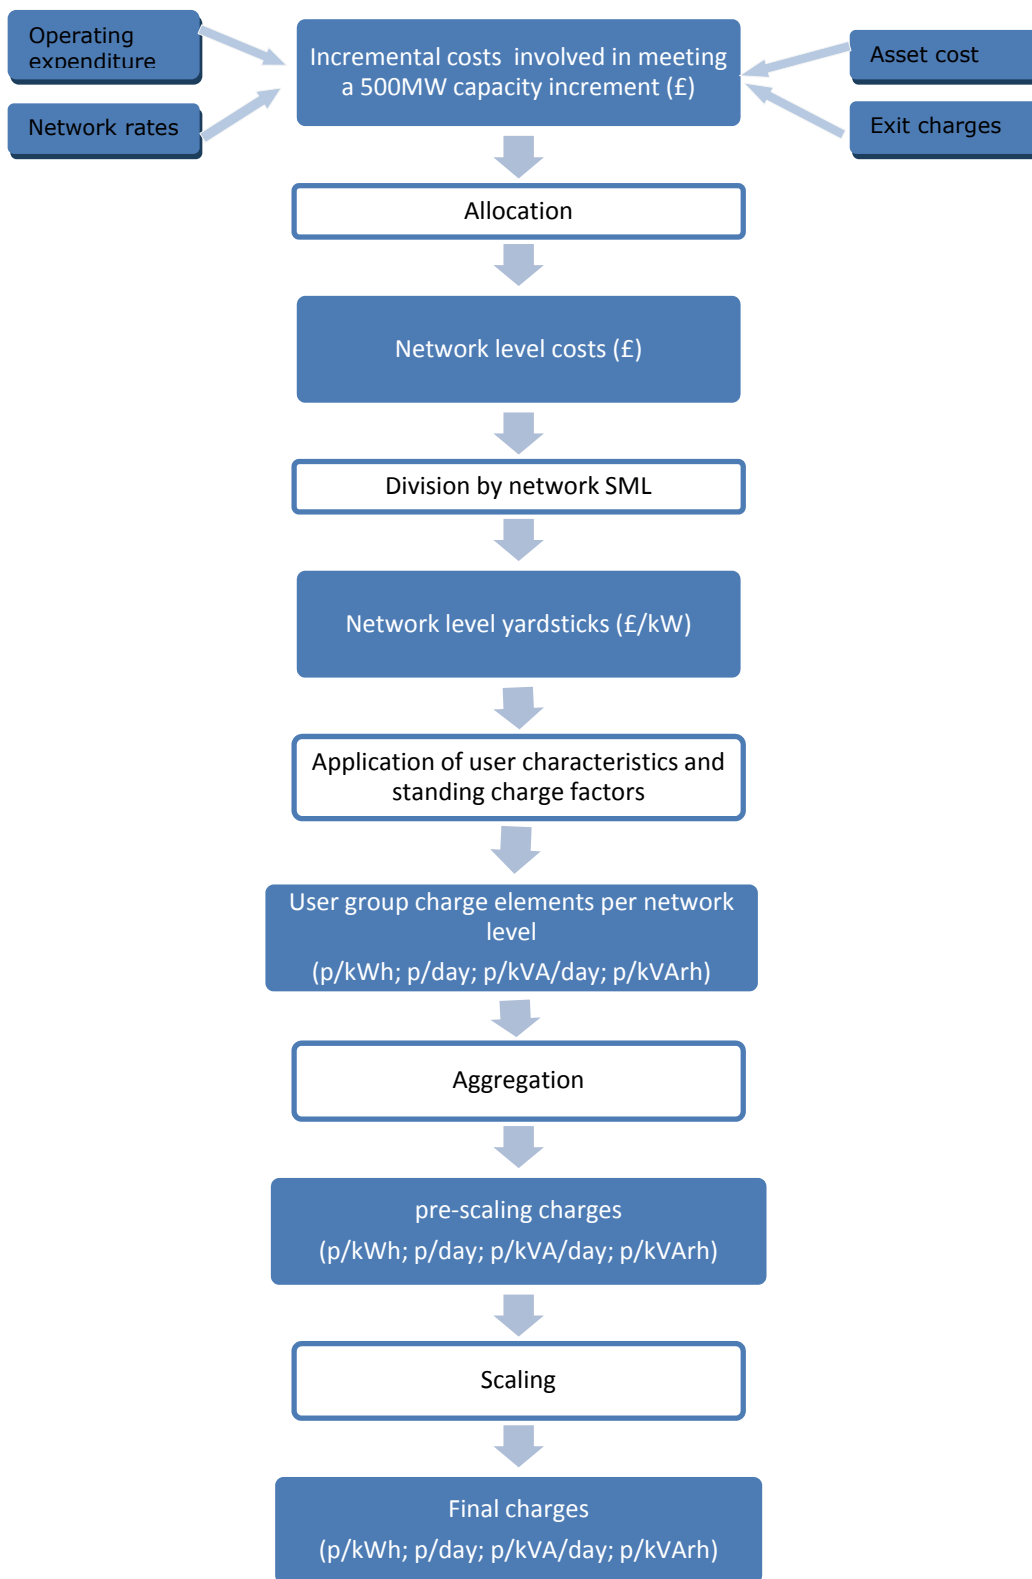 Operating
expenditure
Network rates
Incremental costs  involved in meeting
a 500MW capacity increment (£)
Asset cost
Exit charges
Allocation
Network level costs (£)
Division by network SML
Network level yardsticks (£/kW)
Application of user characteristics and
standing charge factors
User group charge elements per network
level
(p/kWh; p/day; p/kVA/day; p/kVArh)
Aggregation
pre-scaling charges
(p/kWh; p/day; p/kVA/day; p/kVArh)
Scaling
Final charges
(p/kWh; p/day; p/kVA/day; p/kVArh)